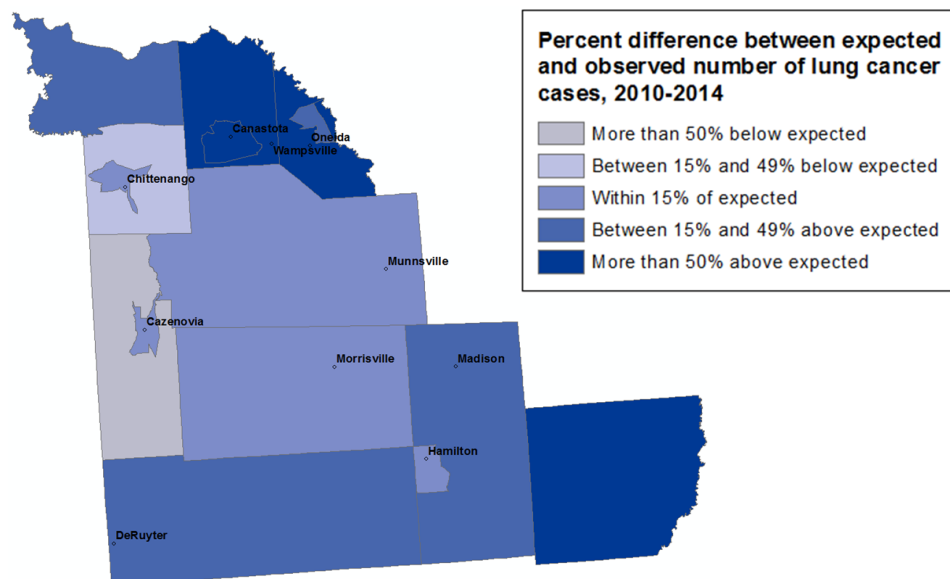 Percent difference between expected
and observed number of lung cancer
cases, 2010-2014
More than 50% below expected
Between 15% and 49% below expected
Within 15% of expected
Between 15% and 49% above expected
More than 50% above expected
Canastota
Oneida
Wampsville
Chittenango
Munnsville
Cazenovia
Morrisville
Madison
Hamilton
DeRuyter